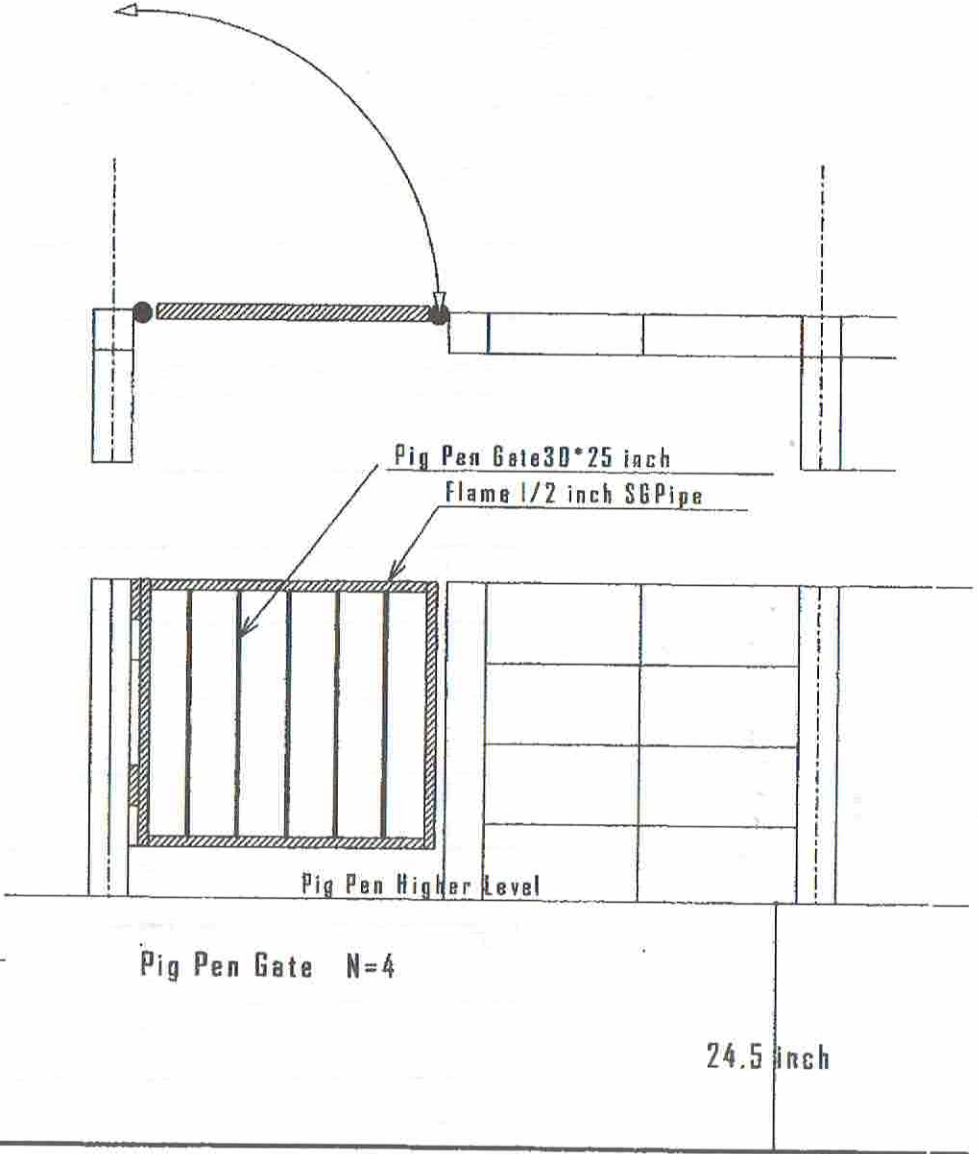 Pig Pen Gate30*25 inch
Flame 1/2 inch SGPipe
Pig Pen Higher Level
Pig Pen Gate N=4
24.5 inch